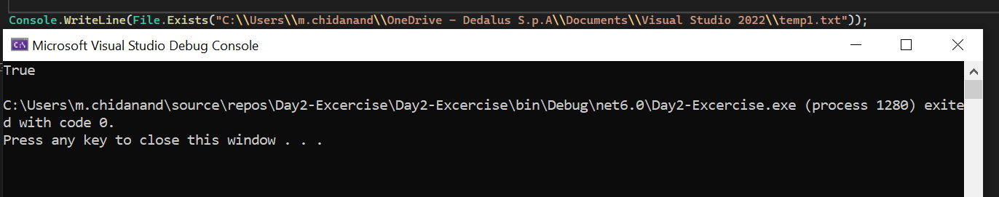 Console.WriteLine(File.Exists("C:\\Users\\m.chidanand\\OneDrive - Dedalus S.p.A\\Documents\\Visual Studio 2022\\temp1.txt"));
C:\ Microsoft Visual Studio Debug Console
True
C:\Users\m.chidanand\source\repos\Day2-Excercise\Day2-Excercise\bin\Debug\net6.0\Day2-Excercise.exe (process 1280) exite
d with code 0.
Press any key to close this window . . .